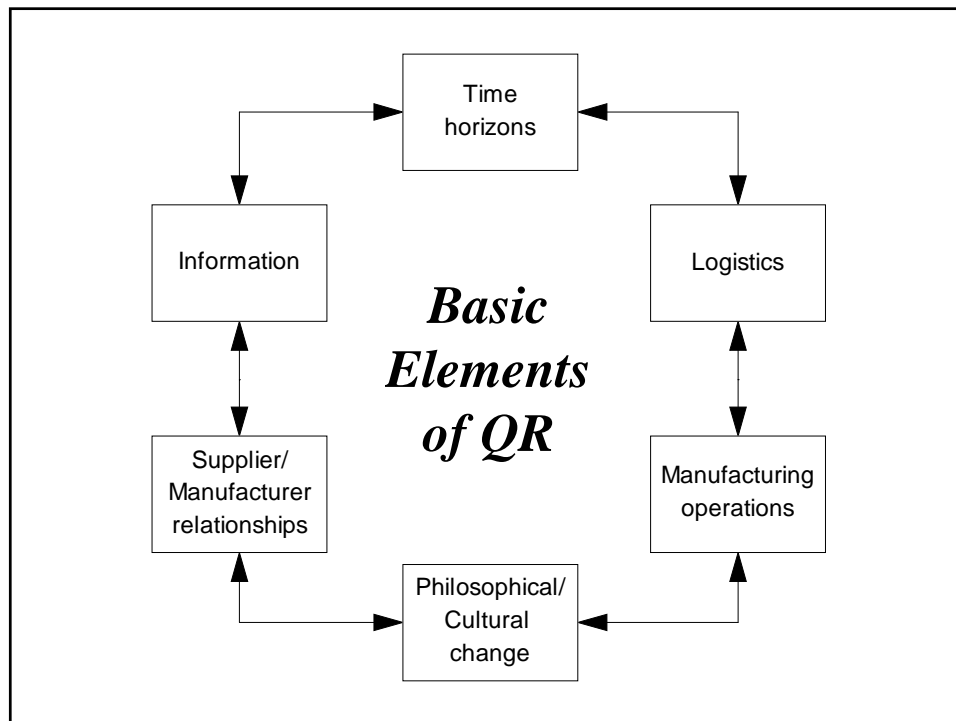 Time
horizons
Information
Logistics
Basic
Elements
of QR
Supplier/
Manufacturer
relationships
Manufacturing
operations
Philosophical/
Cultural
change